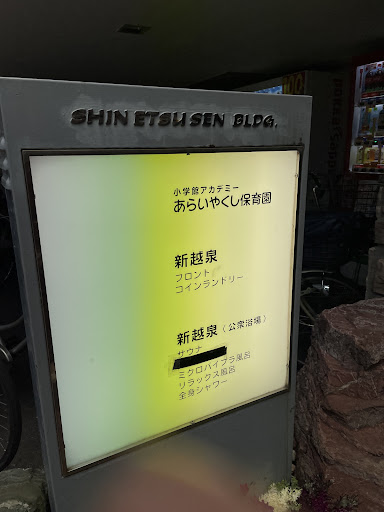 SHIN ETSU SEN BLDG.
小学館アカデミー
あらいやくし保育園
新越泉
フロント
コインランドリー
新越泉(公衆浴場)
サウナ
ミクロバイブラ風呂
リラックス風呂
全身シャワー